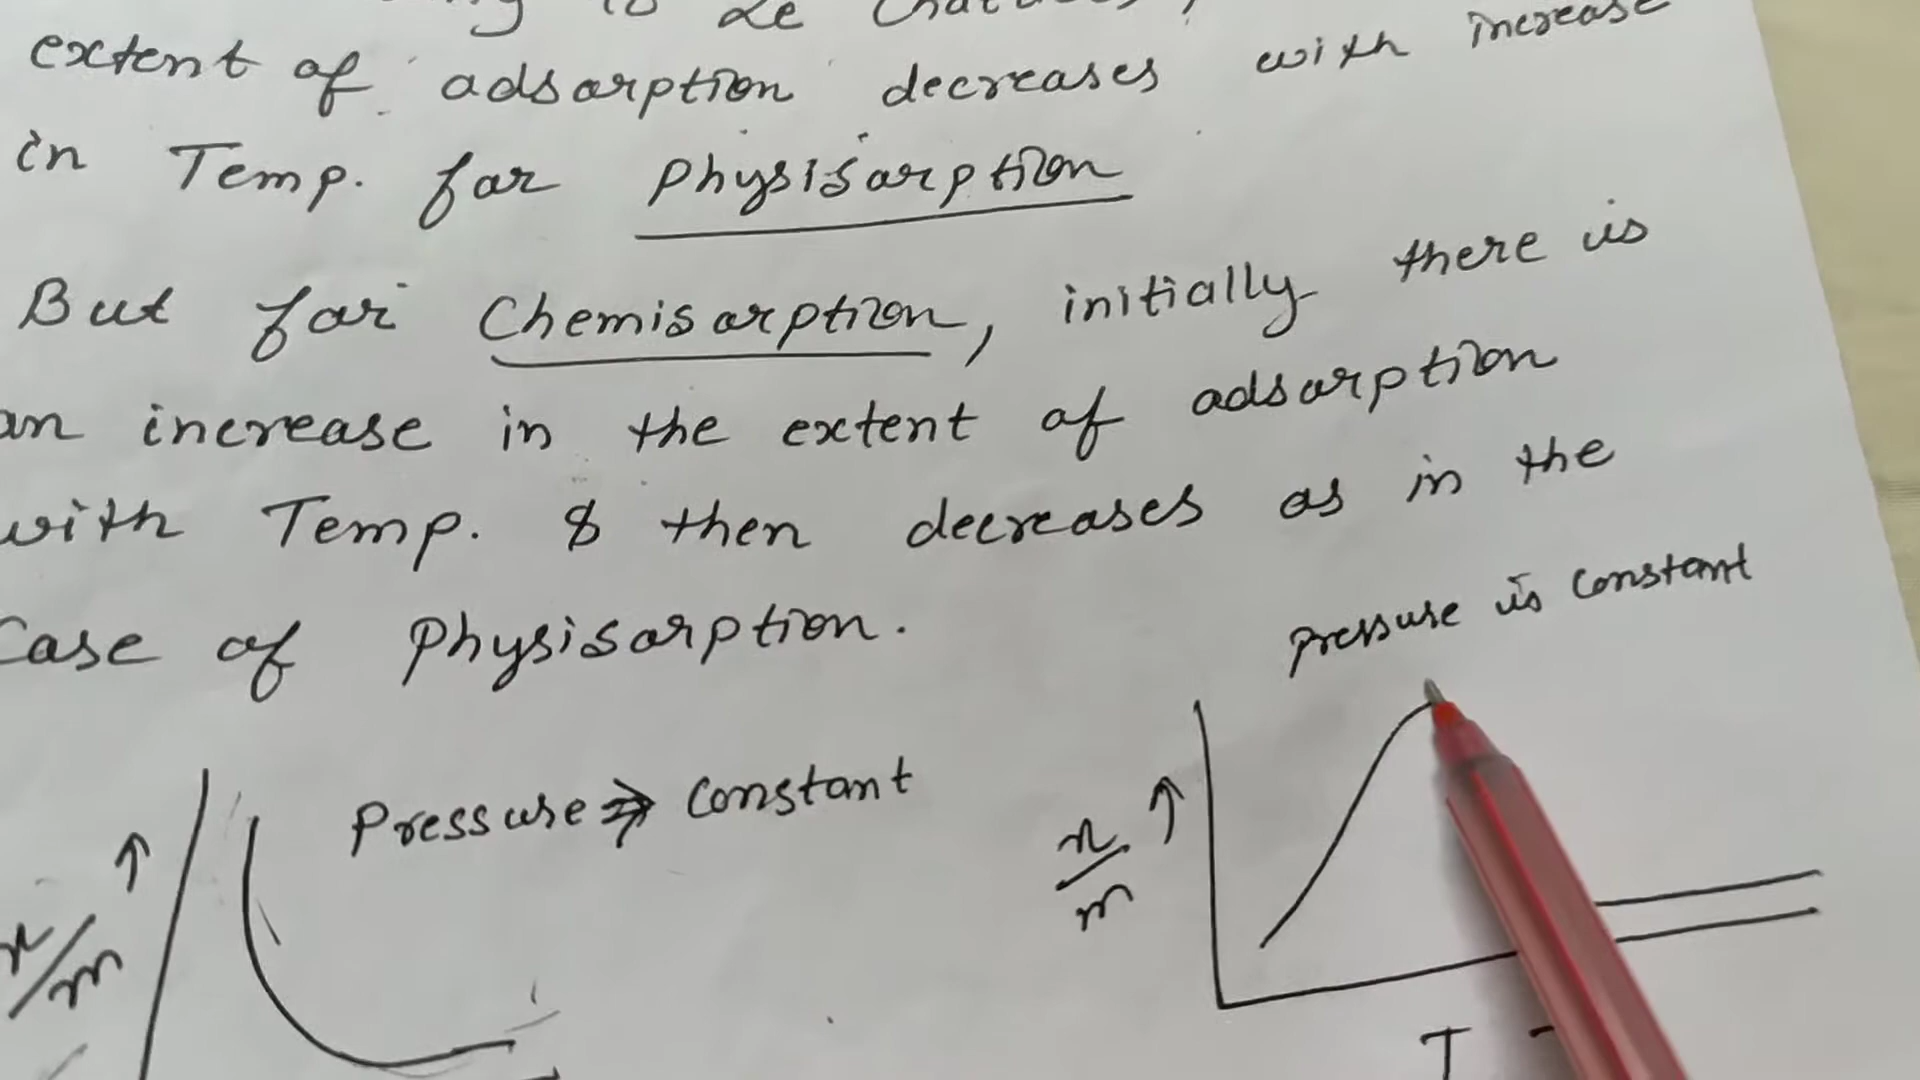 extent of adsorption decreases with increase
in Temp. for physisorption
But for Chemisorption, initially there is
an increase in the extent of adsorption
with Temp. & then decreases as in the
Case of Physisorption.
pressure is constant
Pressure ⇒ Constant
x/m ↑
x/m ↑
T